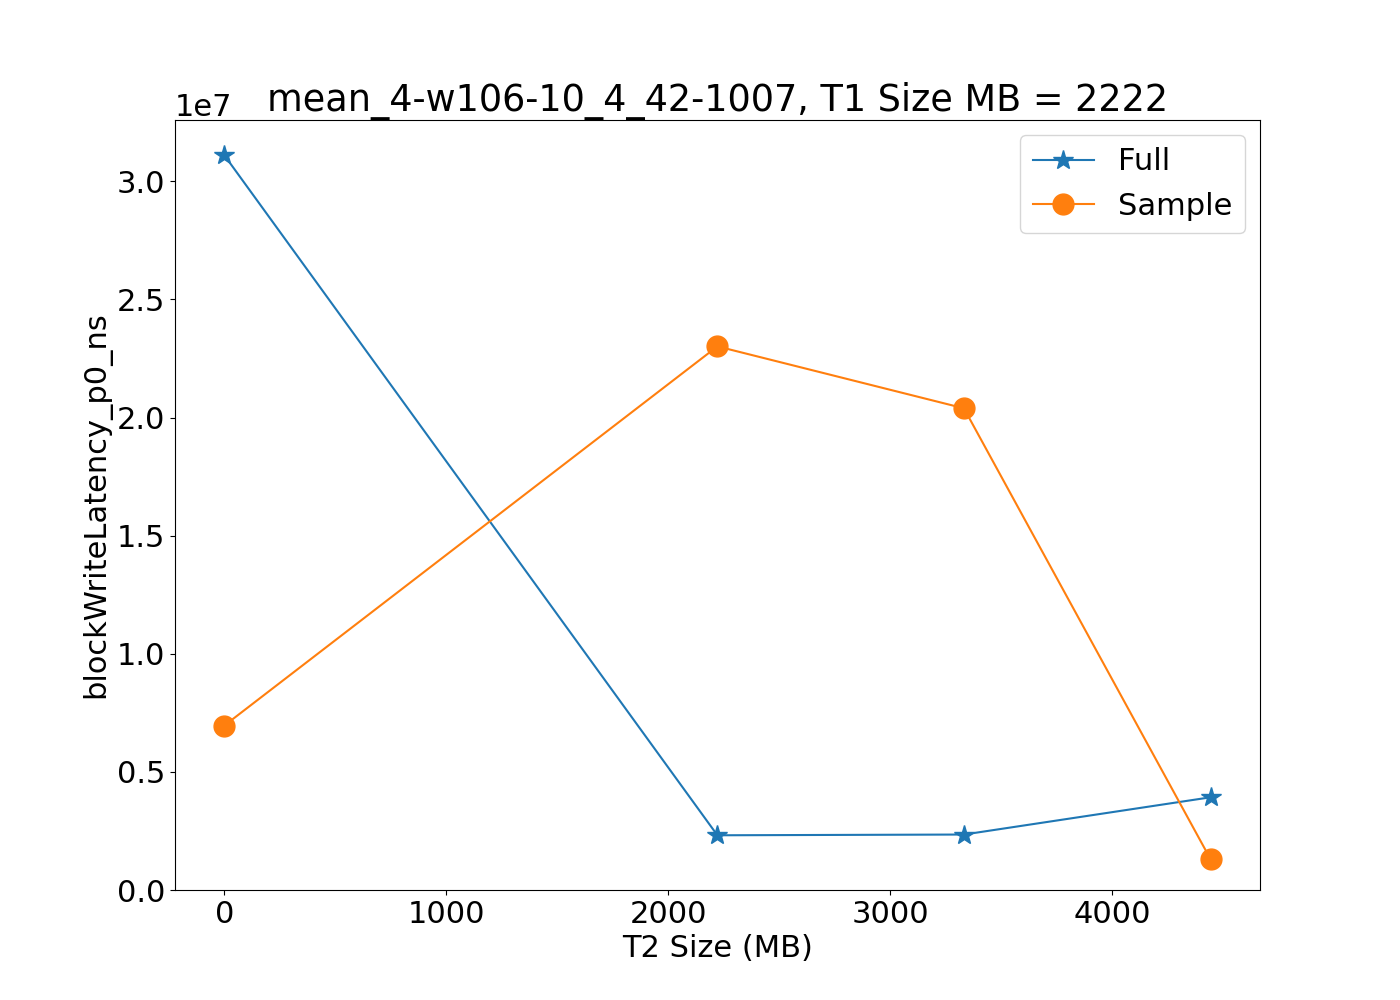 mean_4-w106-10_4_42-1007, T1 Size MB = 2222
1e7
Full
Sample
3.0
2.5
2.0
1.5
1.0
0.5
0.0
blockWriteLatency_p0_ns
0 1000 2000 3000 4000
T2 Size (MB)